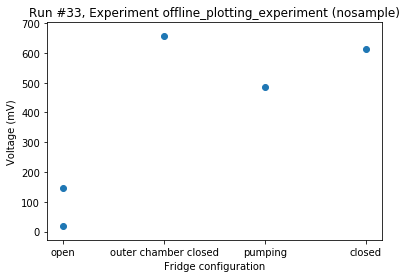 Run #33, Experiment offline_plotting_experiment (nosample)
700
600
500
400
300
200
100
0
Voltage (mV)
open outer chamber closed pumping closed
Fridge configuration